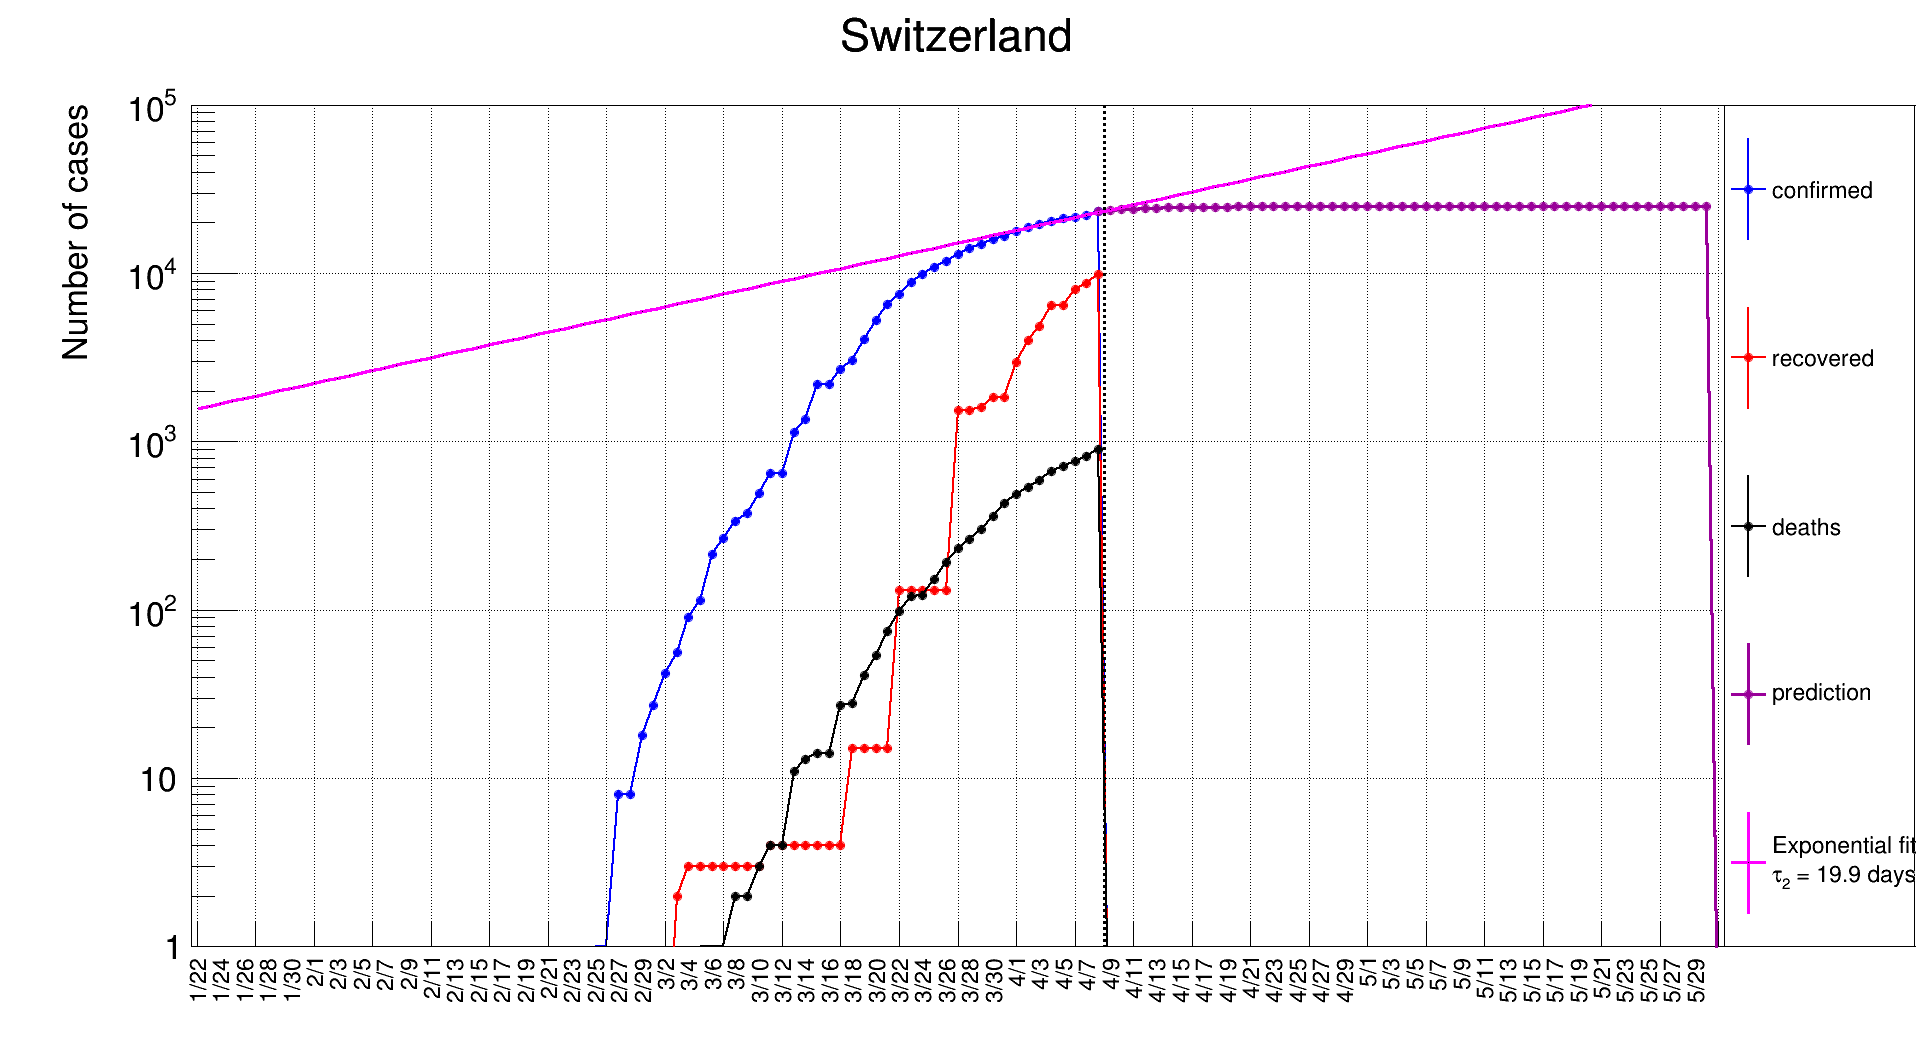 Switzerland
Number of cases
10^5
10^4
10^3
10^2
10
1
1/22 1/24 1/26 1/28 1/30 2/1 2/3 2/5 2/7 2/9 2/11 2/13 2/15 2/17 2/19 2/21 2/23 2/25 2/27 2/29 3/2 3/4 3/6 3/8 3/10 3/12 3/14 3/16 3/18 3/20 3/22 3/24 3/26 3/28 3/30 4/1 4/3 4/5 4/7 4/9 4/11 4/13 4/15 4/17 4/19 4/21 4/23 4/25 4/27 4/29 5/1 5/3 5/5 5/7 5/9 5/11 5/13 5/15 5/17 5/19 5/21 5/23 5/25 5/27 5/29
confirmed
recovered
deaths
prediction
Exponential fit
τ_2 = 19.9 days